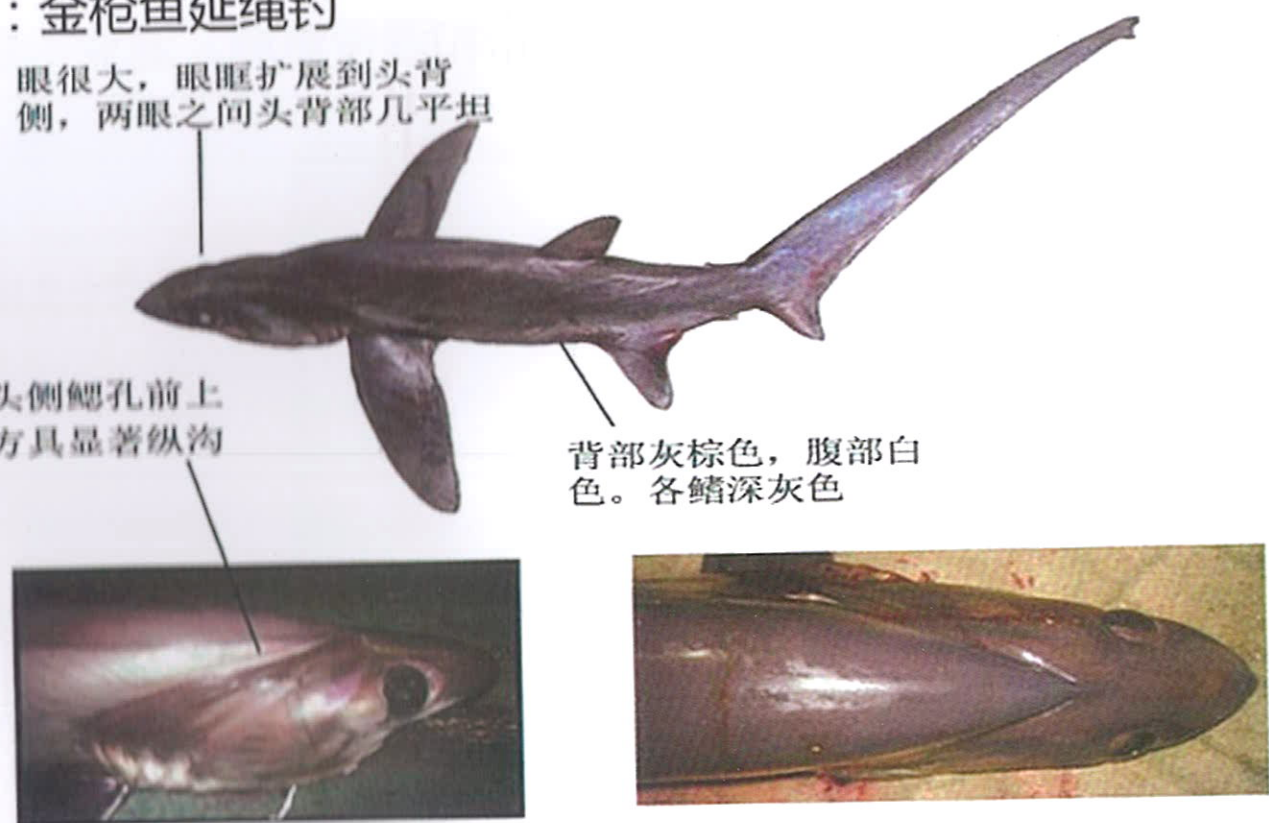 ：金枪鱼延绳钓
眼很大，眼眶扩展到头背
侧，两眼之间头背部几平坦
头侧鳃孔前上
方具显著纵沟
背部灰棕色，腹部白
色。各鳍深灰色